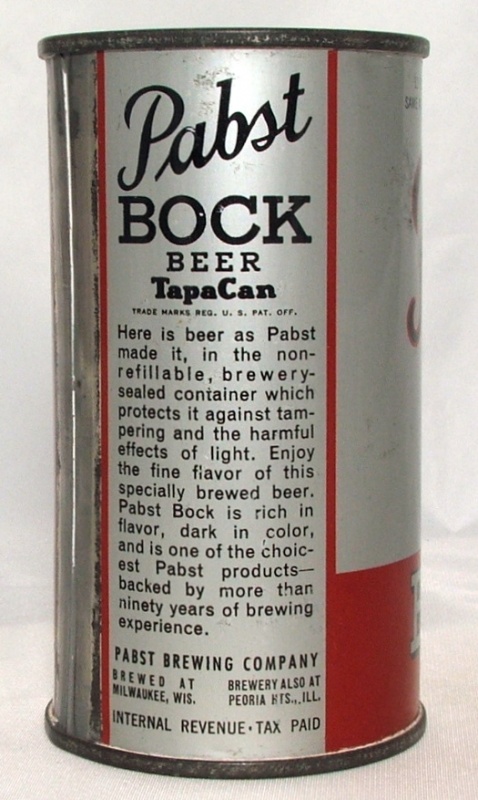 Pabst
BOCK
BEER
TapaCan
TRADE MARKS REG. U. S. PAT. OFF.
Here is beer as Pabst
made it, in the non-
refillable, brewery-
sealed container which
protects it against tam-
pering and the harmful
effects of light. Enjoy
the fine flavor of this
specially brewed beer.
Pabst Bock is rich in
flavor, dark in color,
and is one of the choic-
est Pabst products—
backed by more than
ninety years of brewing
experience.
PABST BREWING COMPANY
BREWED AT
MILWAUKEE, WIS.
BREWERY ALSO AT
PEORIA HTS., ILL.
INTERNAL REVENUE·TAX PAID